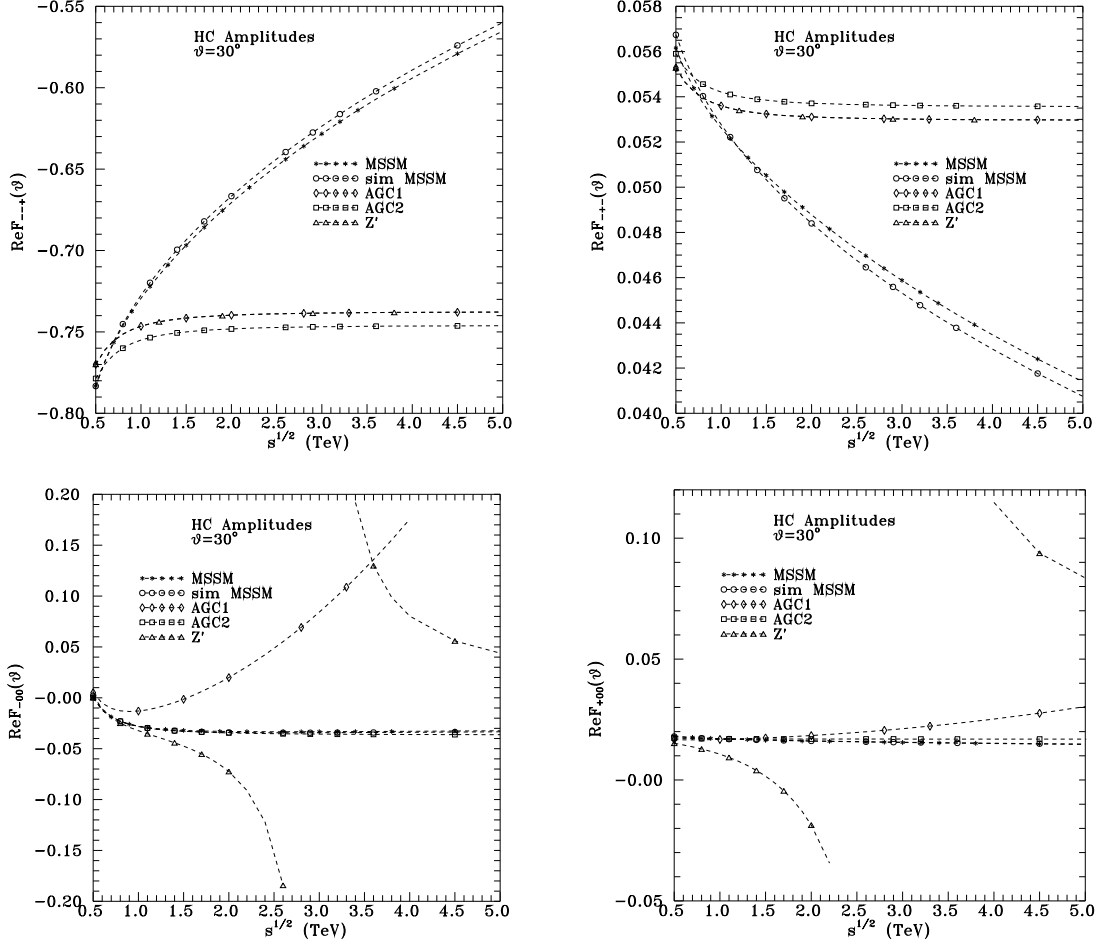 HC Amplitudes
ϑ=30°
ReF--+(ϑ)
-0.55
-0.60
-0.65
-0.70
-0.75
-0.80
MSSM
sim MSSM
AGC1
AGC2
Z'
0.5 1.0 1.5 2.0 2.5 3.0 3.5 4.0 4.5 5.0
s^1/2 (TeV)
HC Amplitudes
ϑ=30°
ReF-+-(ϑ)
0.058
0.056
0.054
0.052
0.050
0.048
0.046
0.044
0.042
0.040
MSSM
sim MSSM
AGC1
AGC2
Z'
0.5 1.0 1.5 2.0 2.5 3.0 3.5 4.0 4.5 5.0
s^1/2 (TeV)
HC Amplitudes
ϑ=30°
ReF-00(ϑ)
0.20
0.15
0.10
0.05
-0.00
-0.05
-0.10
-0.15
-0.20
MSSM
sim MSSM
AGC1
AGC2
Z'
0.5 1.0 1.5 2.0 2.5 3.0 3.5 4.0 4.5 5.0
s^1/2 (TeV)
HC Amplitudes
ϑ=30°
ReF+00(ϑ)
0.10
0.05
-0.00
-0.05
MSSM
sim MSSM
AGC1
AGC2
Z'
0.5 1.0 1.5 2.0 2.5 3.0 3.5 4.0 4.5 5.0
s^1/2 (TeV)